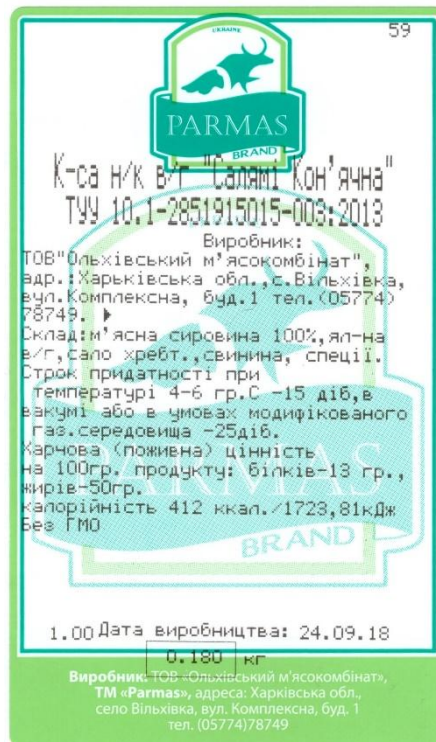 UKRAINE
59
PARMAS
BRAND
К-са н/к в/г "Салямі Кон'ячна"
ТУУ 10.1-2851915015-003:2013
Виробник:
ТОВ"Ольхівський м'ясокомбінат",
адр.:Харьківська обл.,с.Вільхівка,
вул.Комплексна, буд.1 тел.(05774)
78749.
Склад:м'ясна сировина 100%,ял-на
в/г,сало хребт.,свинина, спеції.
Строк придатності при
температурі 4-6 гр.С -15 діб,в
вакумі або в умовах модифікованого
газ.середовища -25діб.
Харчова (поживна) цінність
на 100гр. продукту: білків-13 гр.,
жирів-50гр.
калорійність 412 ккал./1723,81кДж
Без ГМО
PARMAS
BRAND
1.00 Дата виробництва: 24.09.18
0.180 кг
Виробник: ТОВ «Ольхівський м'ясокомбінат»,
ТМ «Parmas», адреса: Харківська обл.,
село Вільхівка, вул. Комплексна, буд. 1
тел. (05774)78749